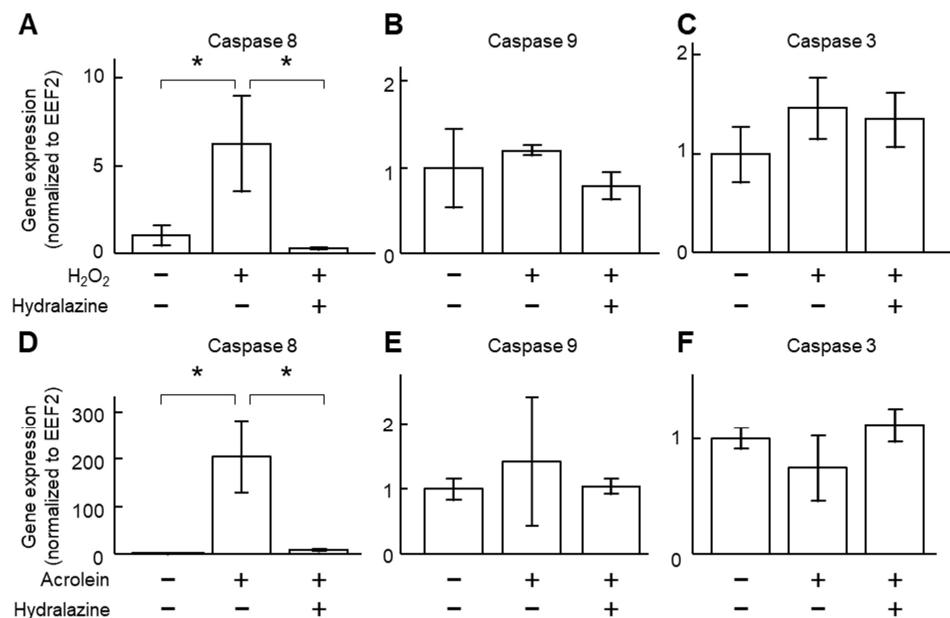 A
Caspase 8
B
Caspase 9
C
Caspase 3
Gene expression
(normalized to EEF2)
* *
10
5
0
2
1
0
2
1
0
H₂O₂ − + + − + + − + +
Hydralazine − − + − − + − − +
D
Caspase 8
E
Caspase 9
F
Caspase 3
Gene expression
(normalized to EEF2)
* *
300
200
100
0
2
1
0
1
0
Acrolein − + + − + + − + +
Hydralazine − − + − − + − − +